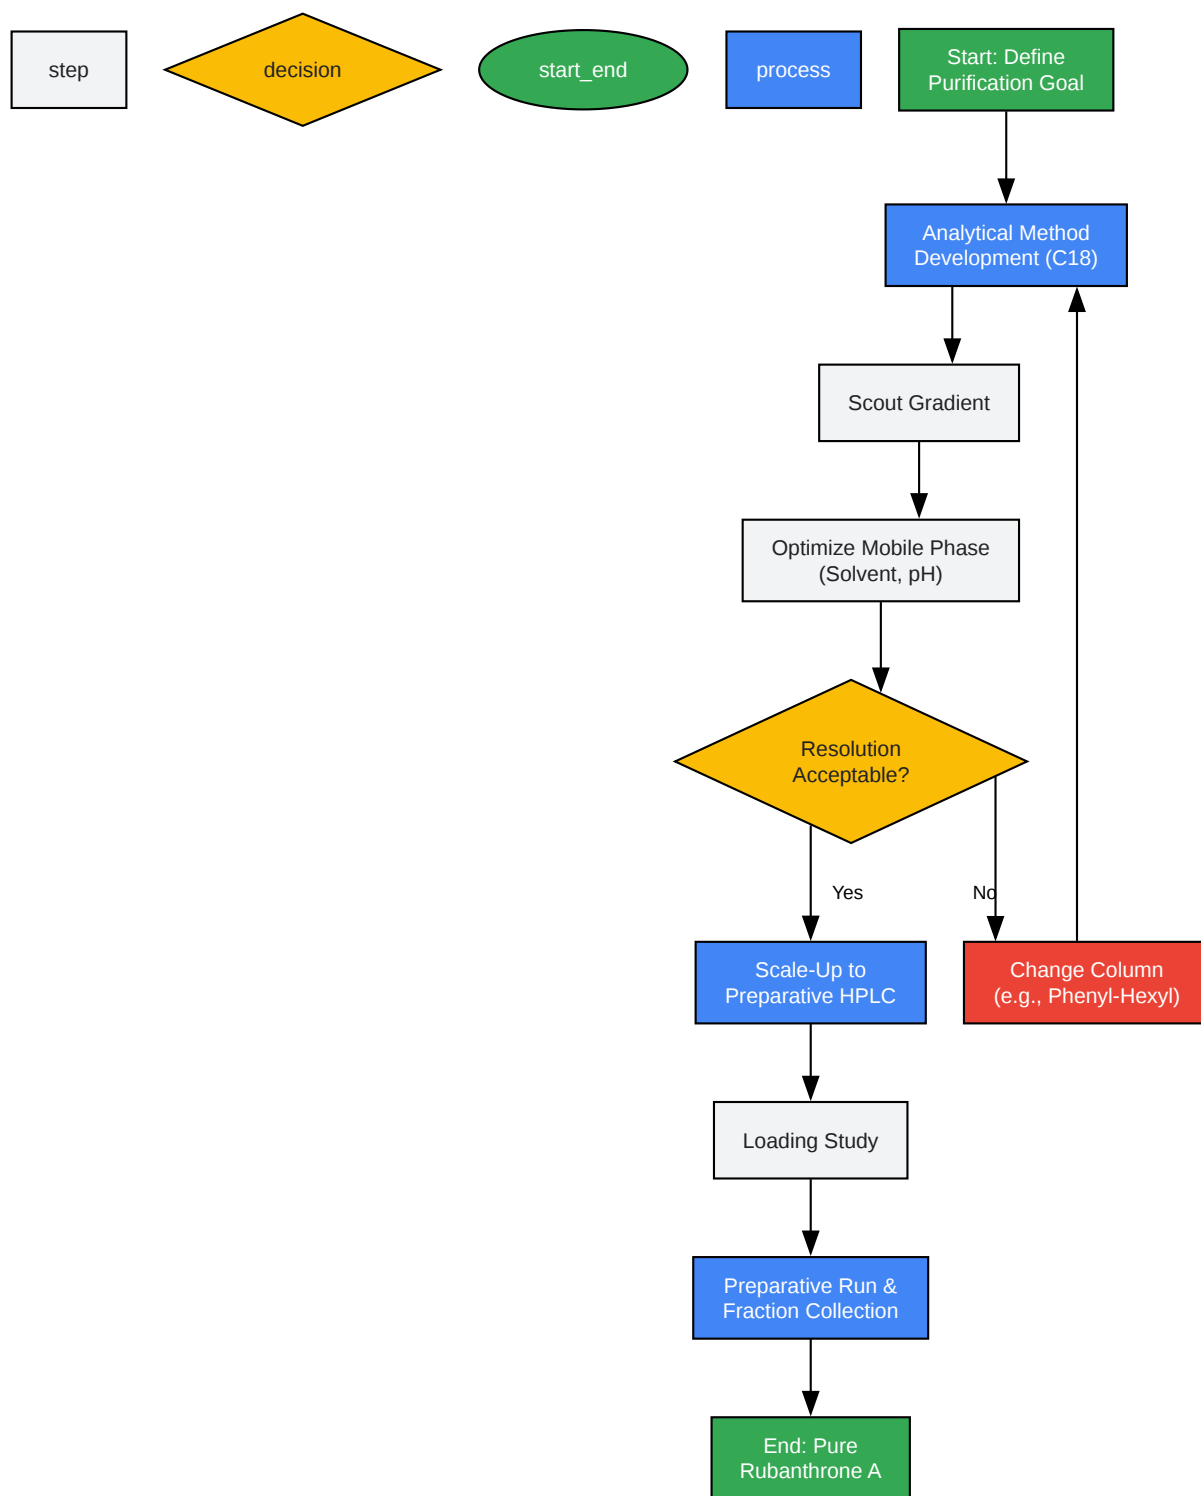 step
decision
start_end
process
Start: Define
Purification Goal
Analytical Method
Development (C18)
Scout Gradient
Optimize Mobile Phase
(Solvent, pH)
Resolution
Acceptable?
Yes
No
Scale-Up to
Preparative HPLC
Change Column
(e.g., Phenyl-Hexyl)
Loading Study
Preparative Run &
Fraction Collection
End: Pure
Rubanthrone A